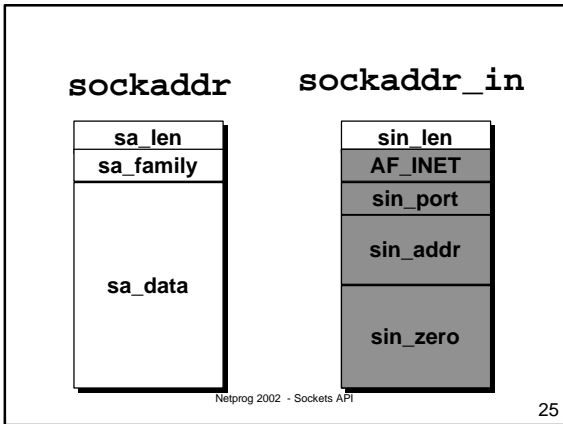 sockaddr
sockaddr_in
sa_len
sa_family
sa_data
sin_len
AF_INET
sin_port
sin_addr
sin_zero
Netprog 2002 - Sockets API
25